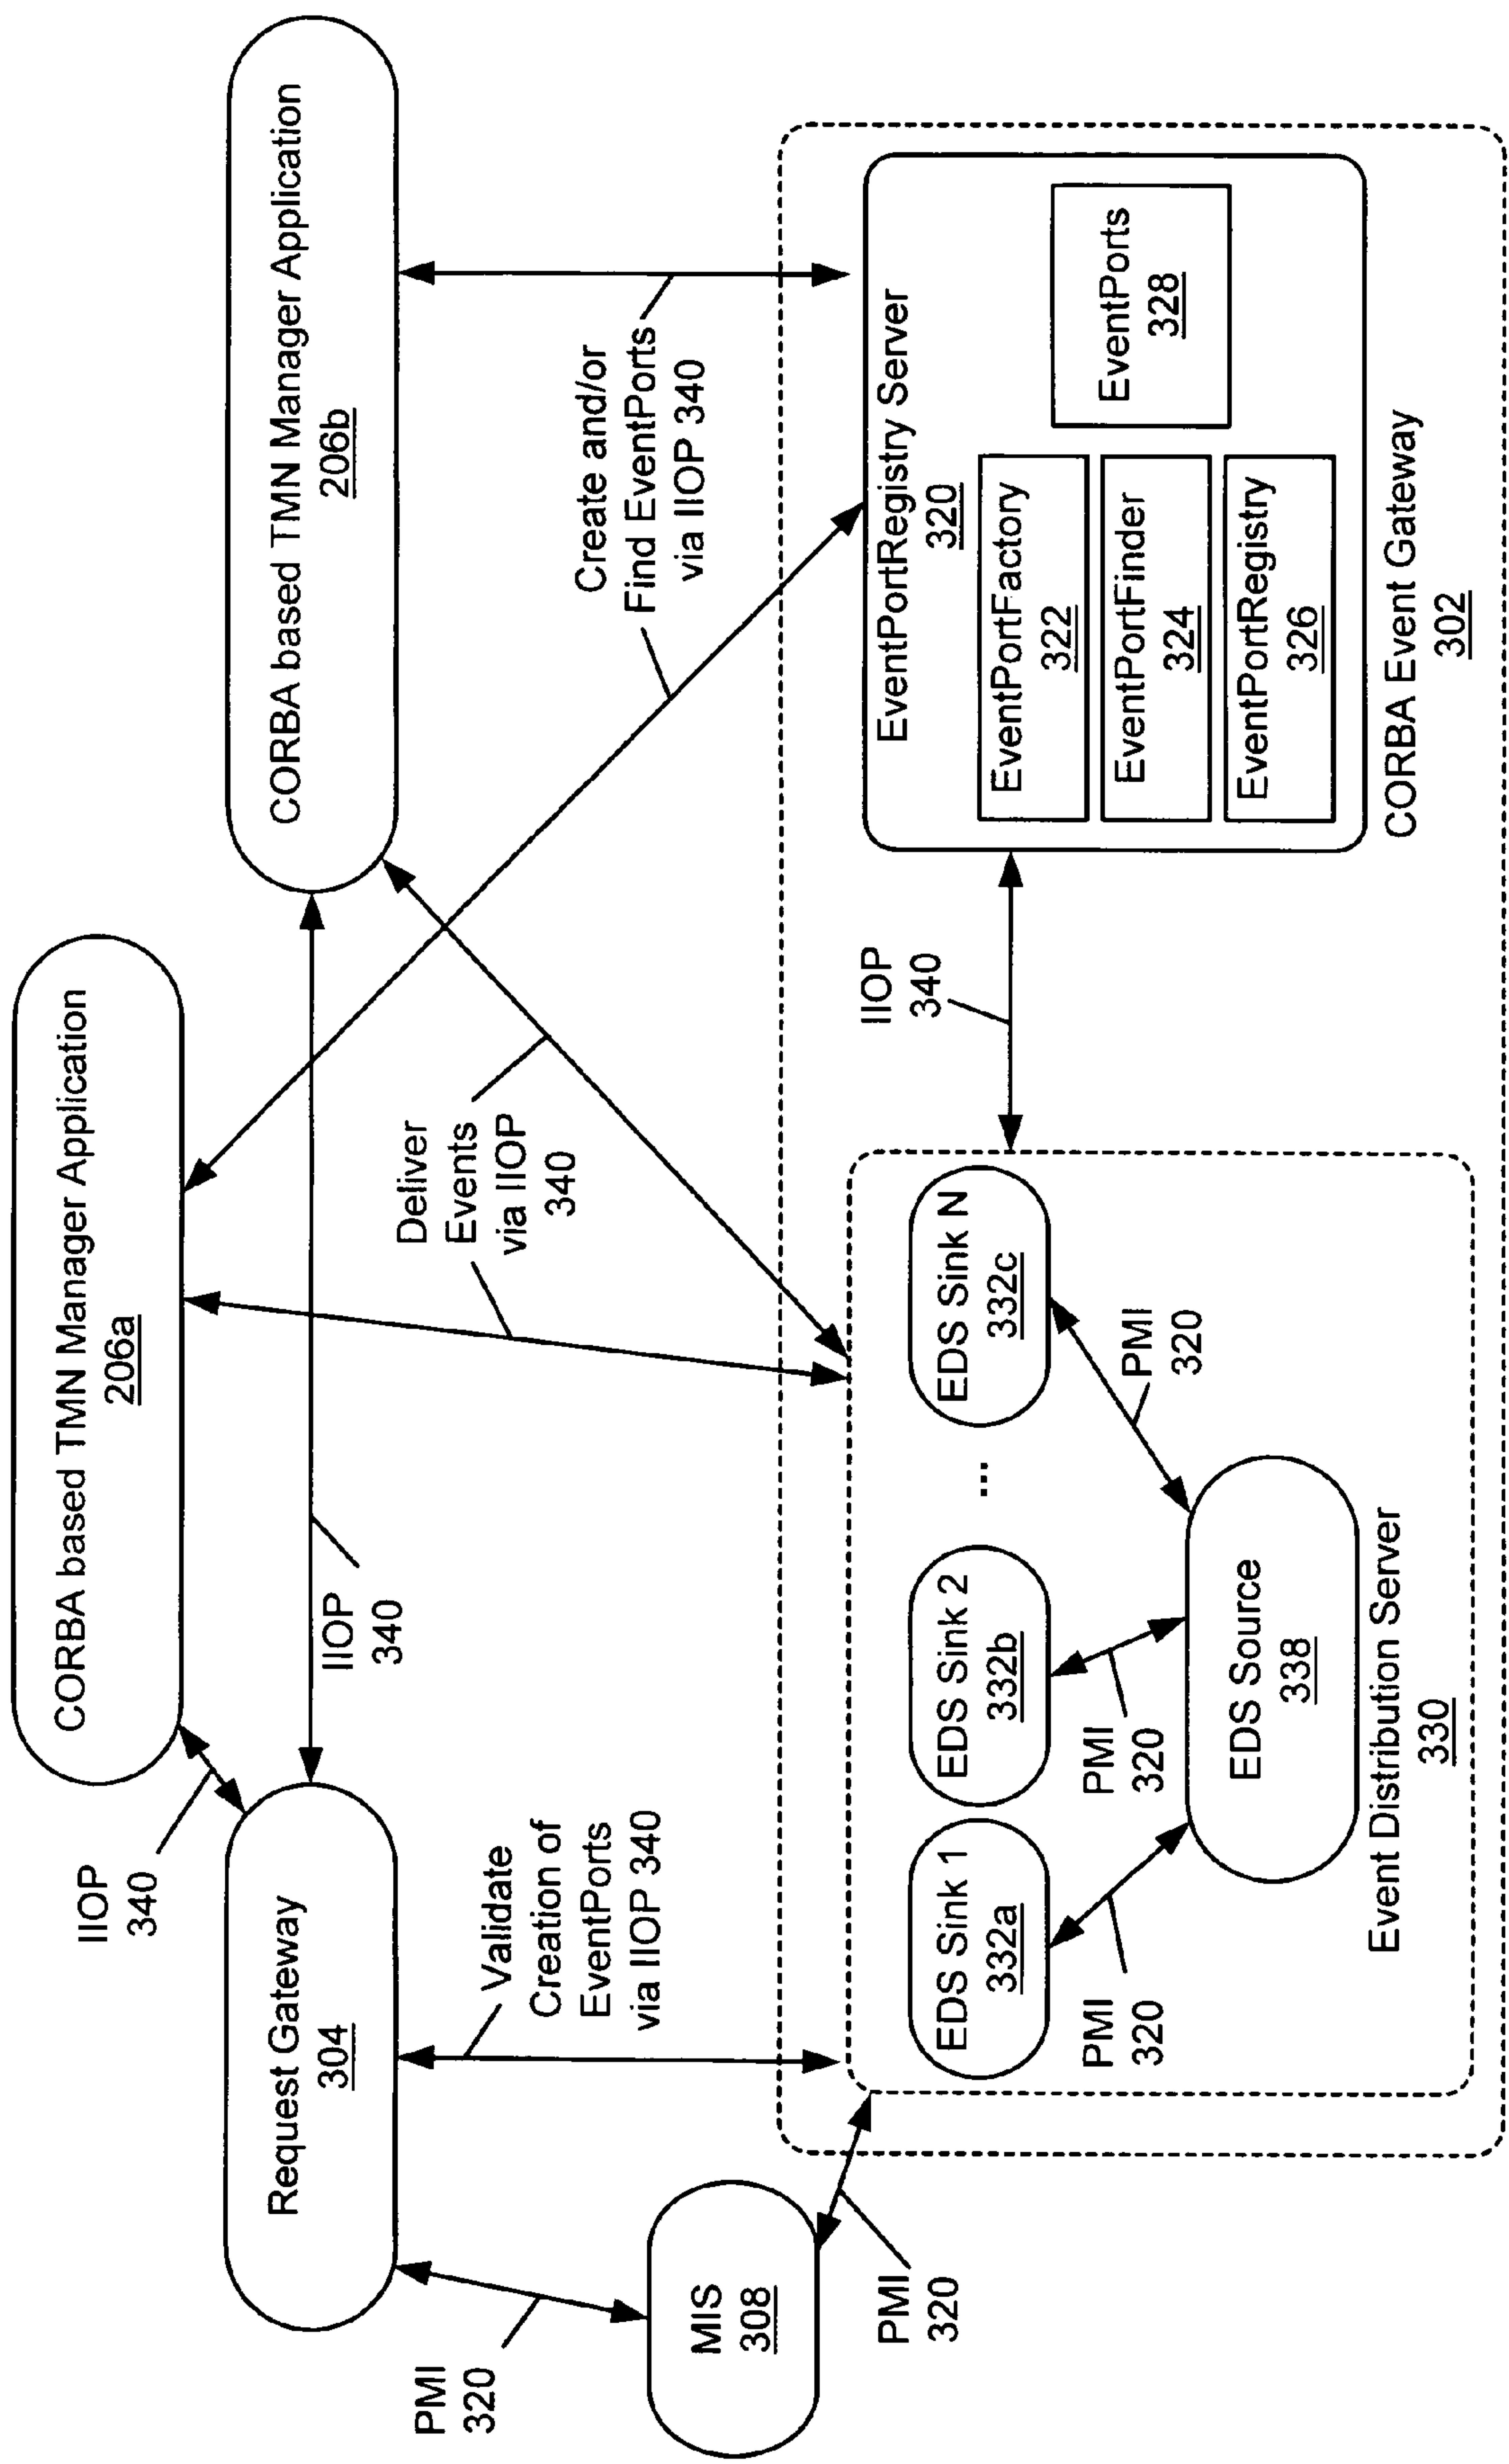 CORBA based TMN Manager Application
206a
CORBA based TMN Manager Application
206b
Request Gateway
304
IIOP
340
IIOP
340
PMI
320
MIS
308
PMI
320
Validate
Creation of
EventPorts
via IIOP 340
Deliver
Events
via IIOP
340
Create and/or
Find EventPorts
via IIOP 340
EDS Sink 1
332a
EDS Sink 2
332b
...
EDS Sink N
332c
PMI
320
PMI
320
PMI
320
EDS Source
338
Event Distribution Server
330
IIOP
340
EventPortRegistry Server
320
EventPortFactory
322
EventPortFinder
324
EventPortRegistry
326
EventPorts
328
CORBA Event Gateway
302